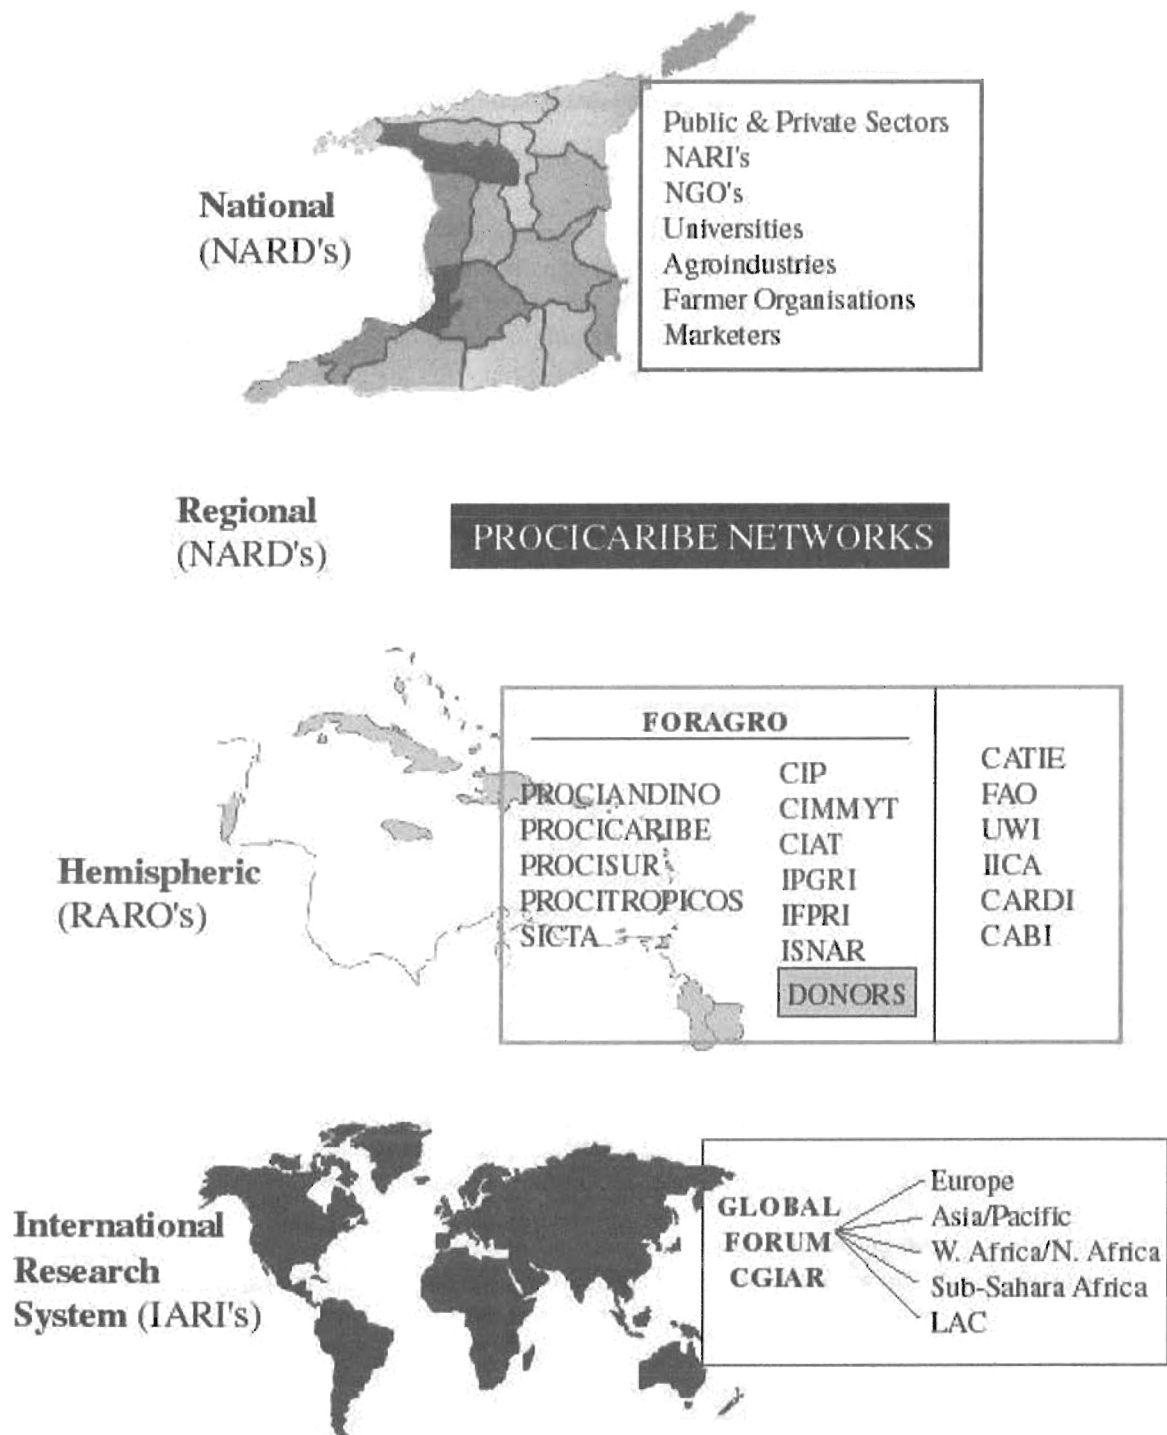 National
(NARD's)
Public & Private Sectors
NARI's
NGO's
Universities
Agroindustries
Farmer Organisations
Marketers
Regional
(NARD's)
PROCICARIBE NETWORKS
Hemispheric
(RARO's)
FORAGRO
PROCIANDINO
PROCICARIBE
PROCISUR
PROCITROPICOS
SICTA
CIP
CIMMYT
CIAT
IPGRI
IFPRI
ISNAR
DONORS
CATIE
FAO
UWI
IICA
CARDI
CABI
International
Research
System (IARI's)
GLOBAL
FORUM
CGIAR
Europe
Asia/Pacific
W. Africa/N. Africa
Sub-Sahara Africa
LAC